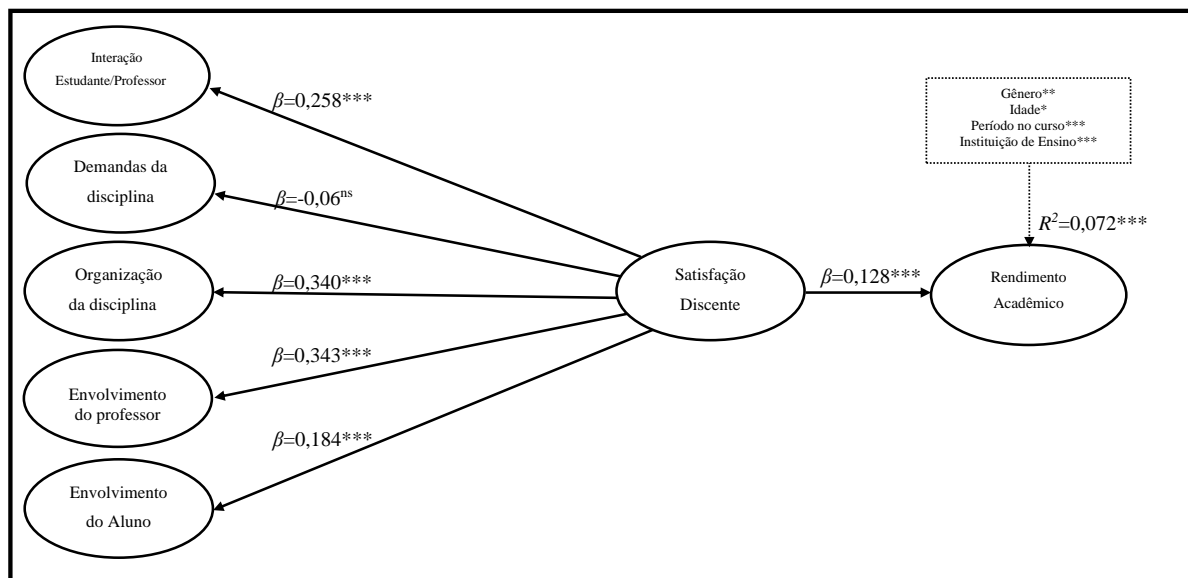 Interação
Estudante/Professor
β=0,258***
Gênero**
Idade*
Período no curso***
Instituição de Ensino***
Demandas da
disciplina
β=-0,06ns
R²=0,072***
Organização
da disciplina
β=0,340***
Satisfação
Discente
β=0,128***
Rendimento
Acadêmico
Envolvimento
do professor
β=0,343***
Envolvimento
do Aluno
β=0,184***